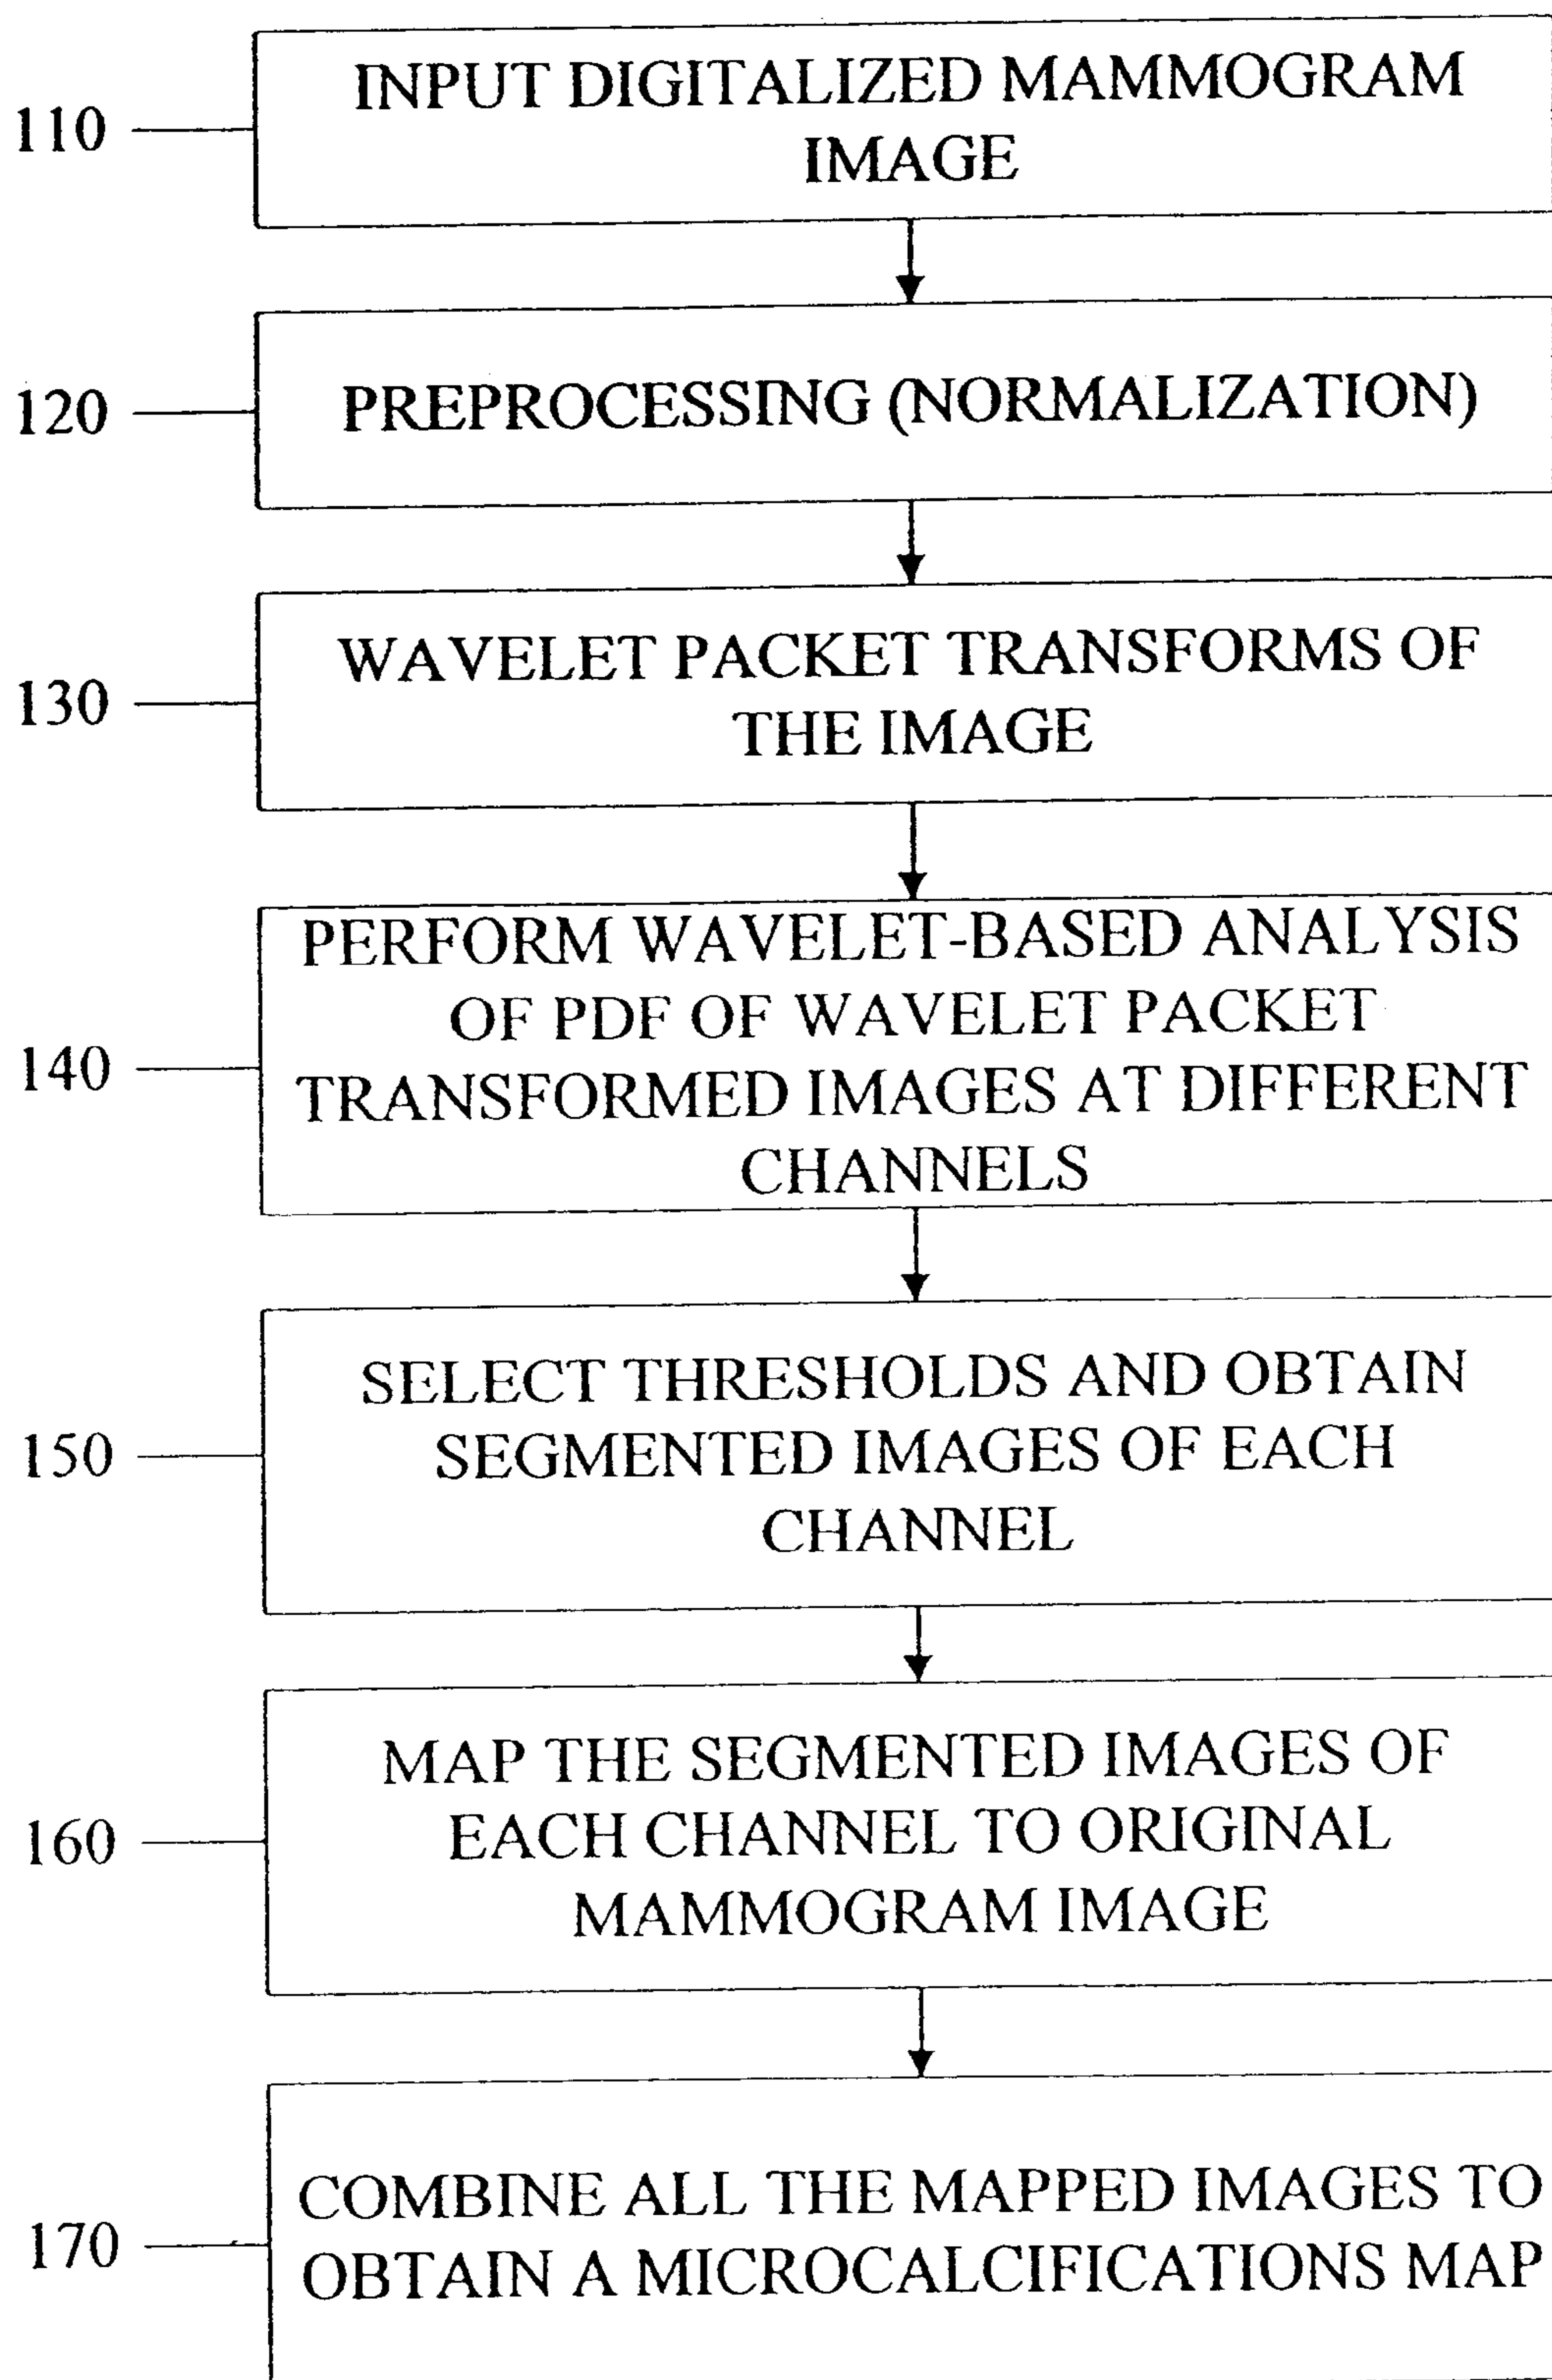 110
INPUT DIGITALIZED MAMMOGRAM
IMAGE
120
PREPROCESSING (NORMALIZATION)
130
WAVELET PACKET TRANSFORMS OF
THE IMAGE
140
PERFORM WAVELET-BASED ANALYSIS
OF PDF OF WAVELET PACKET
TRANSFORMED IMAGES AT DIFFERENT
CHANNELS
150
SELECT THRESHOLDS AND OBTAIN
SEGMENTED IMAGES OF EACH
CHANNEL
160
MAP THE SEGMENTED IMAGES OF
EACH CHANNEL TO ORIGINAL
MAMMOGRAM IMAGE
170
COMBINE ALL THE MAPPED IMAGES TO
OBTAIN A MICROCALCIFICATIONS MAP